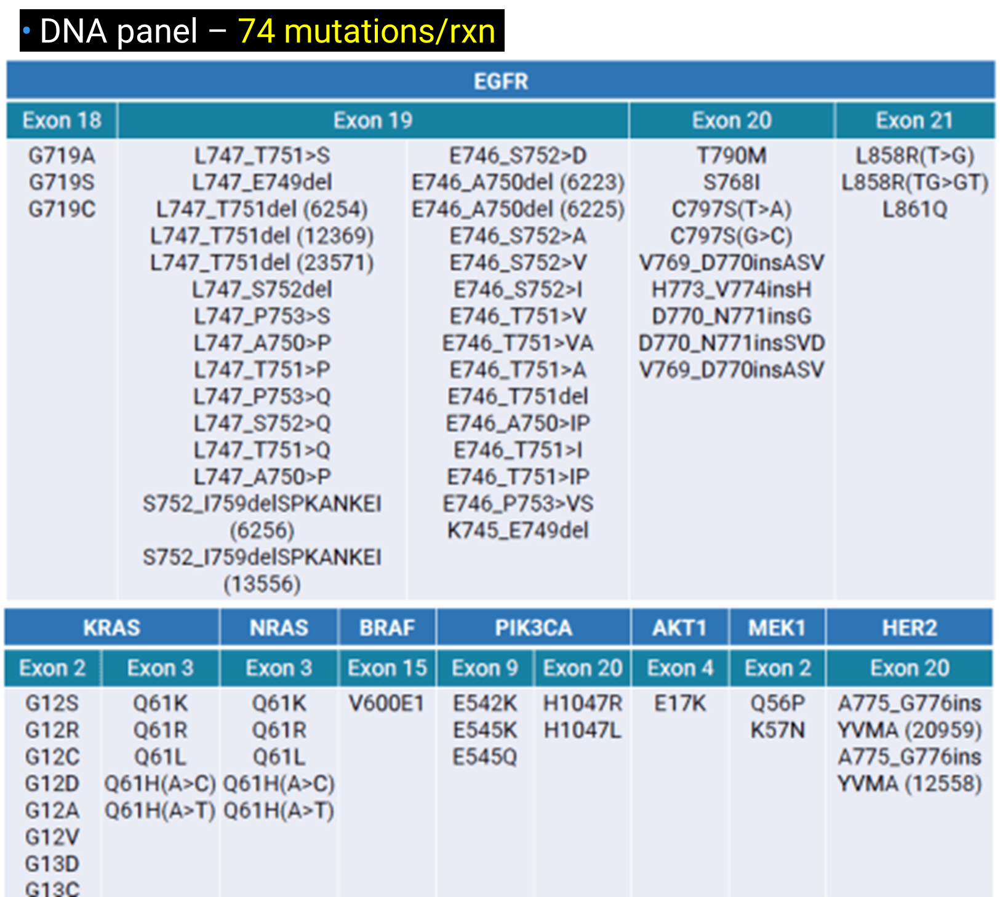 • DNA panel – 74 mutations/rxn
EGFR
Exon 18
Exon 19
Exon 20
Exon 21
G719A
G719S
G719C
L747_T751>S
L747_E749del
L747_T751del (6254)
L747_T751del (12369)
L747_T751del (23571)
L747_S752del
L747_P753>S
L747_A750>P
L747_T751>P
L747_P753>Q
L747_S752>Q
L747_T751>Q
L747_A750>P
S752_I759delSPKANKEI
(6256)
S752_I759delSPKANKEI
(13556)
E746_S752>D
E746_A750del (6223)
E746_A750del (6225)
E746_S752>A
E746_S752>V
E746_S752>I
E746_T751>V
E746_T751>VA
E746_T751>A
E746_T751del
E746_A750>IP
E746_T751>I
E746_T751>IP
E746_P753>VS
K745_E749del
T790M
S768I
C797S(T>A)
C797S(G>C)
V769_D770insASV
H773_V774insH
D770_N771insG
D770_N771insSVD
V769_D770insASV
L858R(T>G)
L858R(TG>GT)
L861Q
KRAS
NRAS
BRAF
PIK3CA
AKT1
MEK1
HER2
Exon 2
Exon 3
Exon 3
Exon 15
Exon 9
Exon 20
Exon 4
Exon 2
Exon 20
G12S
G12R
G12C
G12D
G12A
G12V
G13D
G13C
Q61K
Q61R
Q61L
Q61H(A>C)
Q61H(A>T)
Q61K
Q61R
Q61L
Q61H(A>C)
Q61H(A>T)
V600E1
E542K
E545K
E545Q
H1047R
H1047L
E17K
Q56P
K57N
A775_G776ins
YVMA (20959)
A775_G776ins
YVMA (12558)